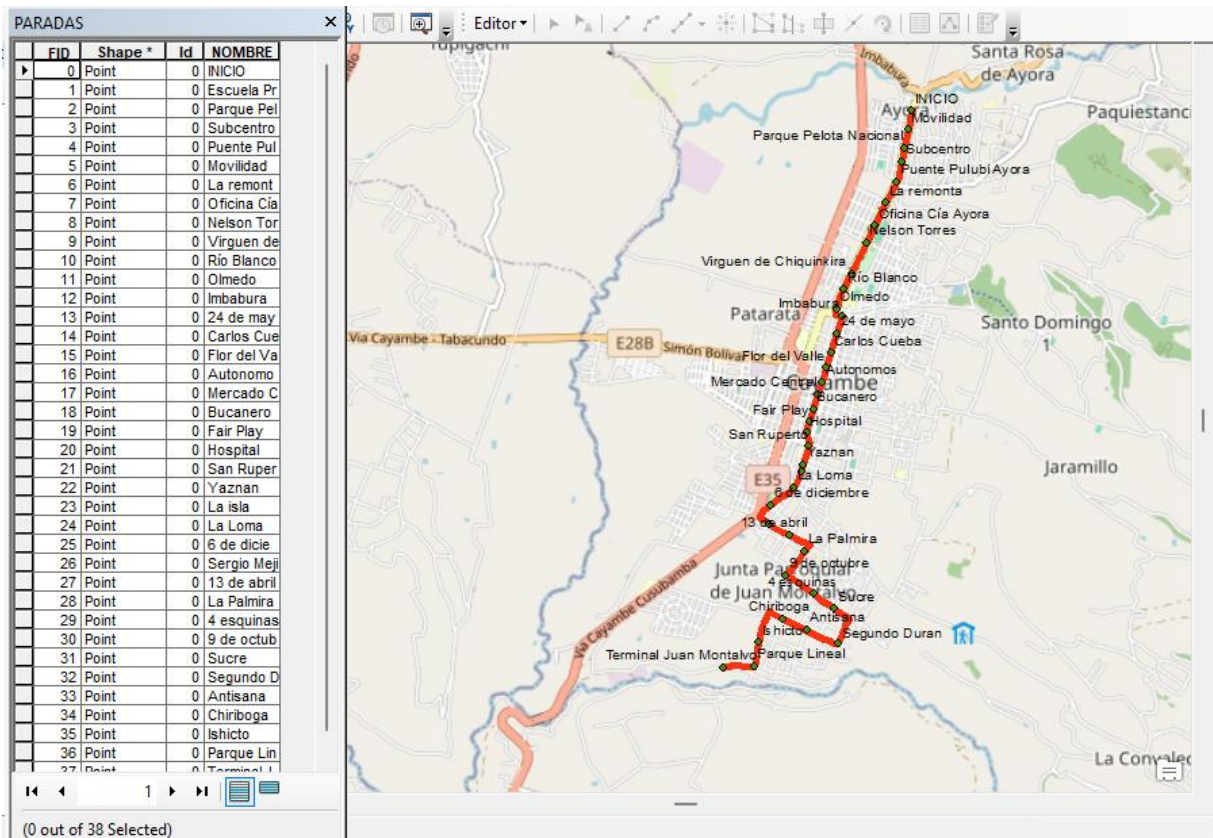 PARADAS ×
FID Shape * Id NOMBRE
0 Point 0 INICIO
1 Point 0 Escuela Pr
2 Point 0 Parque Pel
3 Point 0 Subcentro
4 Point 0 Puente Pul
5 Point 0 Movilidad
6 Point 0 La remont
7 Point 0 Oficina Cía
8 Point 0 Nelson Tor
9 Point 0 Virguen de
10 Point 0 Río Blanco
11 Point 0 Olmedo
12 Point 0 Imbabura
13 Point 0 24 de may
14 Point 0 Carlos Cue
15 Point 0 Flor del Va
16 Point 0 Autonomo
17 Point 0 Mercado C
18 Point 0 Bucanero
19 Point 0 Fair Play
20 Point 0 Hospital
21 Point 0 San Ruper
22 Point 0 Yaznan
23 Point 0 La isla
24 Point 0 La Loma
25 Point 0 6 de dicie
26 Point 0 Sergio Meji
27 Point 0 13 de abril
28 Point 0 La Palmira
29 Point 0 4 esquinas
30 Point 0 9 de octub
31 Point 0 Sucre
32 Point 0 Segundo D
33 Point 0 Antisana
34 Point 0 Chiriboga
35 Point 0 Ishicto
36 Point 0 Parque Lin
37 Point 0 Terminal J
1
(0 out of 38 Selected)
Editor
Tupigachi
Imbabura
Santa Rosa
de Ayora
INICIO
Ayora
Movilidad
Paquiestanci
Parque Pelota Nacional
Subcentro
Puente Pulubi Ayora
La remonta
Oficina Cía Ayora
Nelson Torres
Virguen de Chiquinkira
Río Blanco
Imbabura
Olmedo
Patarata
24 de mayo
Santo Domingo
1
Vía Cayambe - Tabacundo
E28B
Simón Bolivar
Carlos Cueba
Flor del Valle
Autonomos
Mercado Central
Cayambe
Bucanero
Fair Play
Hospital
San Ruperto
Yaznan
Jaramillo
E35
La Loma
6 de diciembre
13 de abril
La Palmira
Vía Cayambe Cusubamba
9 de octubre
Junta Parroquial
4 esquinas
de Juan Montalvo
Sucre
Chiriboga
Antisana
Ishicto
Segundo Duran
Terminal Juan Montalvo
Parque Lineal
La Convalec